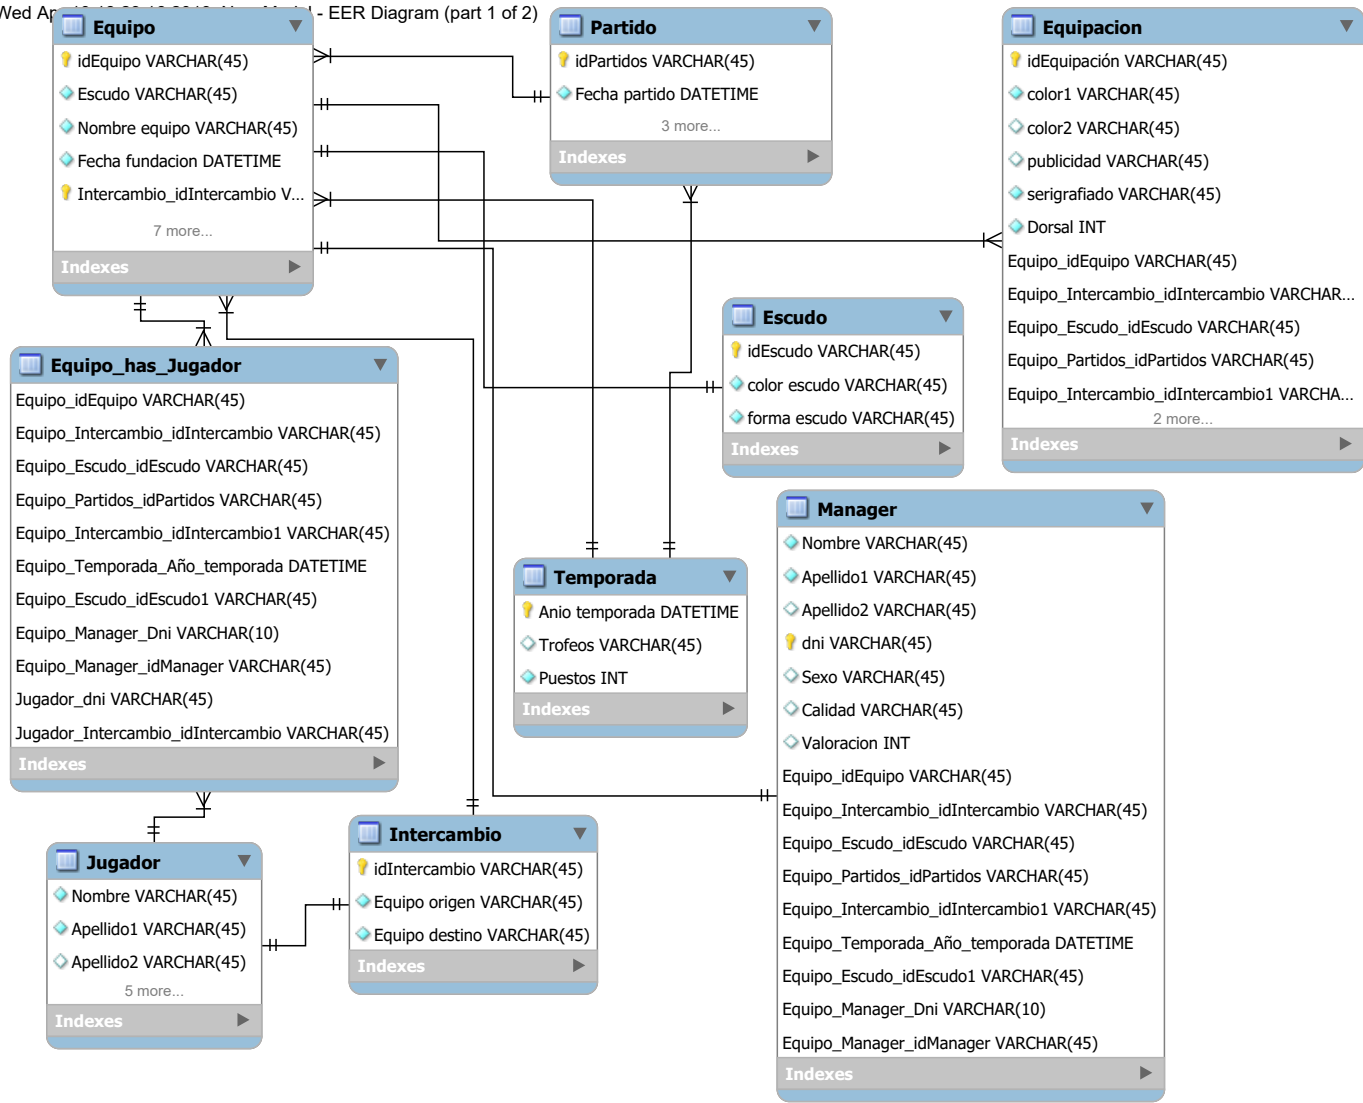 Wed Ap
- EER Diagram (part 1 of 2)
Equipo
idEquipo VARCHAR(45)
Escudo VARCHAR(45)
Nombre equipo VARCHAR(45)
Fecha fundacion DATETIME
Intercambio_idIntercambio V...
7 more...
Indexes
Partido
idPartidos VARCHAR(45)
Fecha partido DATETIME
3 more...
Indexes
Equipacion
idEquipación VARCHAR(45)
color1 VARCHAR(45)
color2 VARCHAR(45)
publicidad VARCHAR(45)
serigrafiado VARCHAR(45)
Dorsal INT
Equipo_idEquipo VARCHAR(45)
Equipo_Intercambio_idIntercambio VARCHAR...
Equipo_Escudo_idEscudo VARCHAR(45)
Equipo_Partidos_idPartidos VARCHAR(45)
Equipo_Intercambio_idIntercambio1 VARCHA...
2 more...
Indexes
Escudo
idEscudo VARCHAR(45)
color escudo VARCHAR(45)
forma escudo VARCHAR(45)
Indexes
Equipo_has_Jugador
Equipo_idEquipo VARCHAR(45)
Equipo_Intercambio_idIntercambio VARCHAR(45)
Equipo_Escudo_idEscudo VARCHAR(45)
Equipo_Partidos_idPartidos VARCHAR(45)
Equipo_Intercambio_idIntercambio1 VARCHAR(45)
Equipo_Temporada_Año_temporada DATETIME
Equipo_Escudo_idEscudo1 VARCHAR(45)
Equipo_Manager_Dni VARCHAR(10)
Equipo_Manager_idManager VARCHAR(45)
Jugador_dni VARCHAR(45)
Jugador_Intercambio_idIntercambio VARCHAR(45)
Indexes
Temporada
Anio temporada DATETIME
Trofeos VARCHAR(45)
Puestos INT
Indexes
Manager
Nombre VARCHAR(45)
Apellido1 VARCHAR(45)
Apellido2 VARCHAR(45)
dni VARCHAR(45)
Sexo VARCHAR(45)
Calidad VARCHAR(45)
Valoracion INT
Equipo_idEquipo VARCHAR(45)
Equipo_Intercambio_idIntercambio VARCHAR(45)
Equipo_Escudo_idEscudo VARCHAR(45)
Equipo_Partidos_idPartidos VARCHAR(45)
Equipo_Intercambio_idIntercambio1 VARCHAR(45)
Equipo_Temporada_Año_temporada DATETIME
Equipo_Escudo_idEscudo1 VARCHAR(45)
Equipo_Manager_Dni VARCHAR(10)
Equipo_Manager_idManager VARCHAR(45)
Indexes
Jugador
Nombre VARCHAR(45)
Apellido1 VARCHAR(45)
Apellido2 VARCHAR(45)
5 more...
Indexes
Intercambio
idIntercambio VARCHAR(45)
Equipo origen VARCHAR(45)
Equipo destino VARCHAR(45)
Indexes